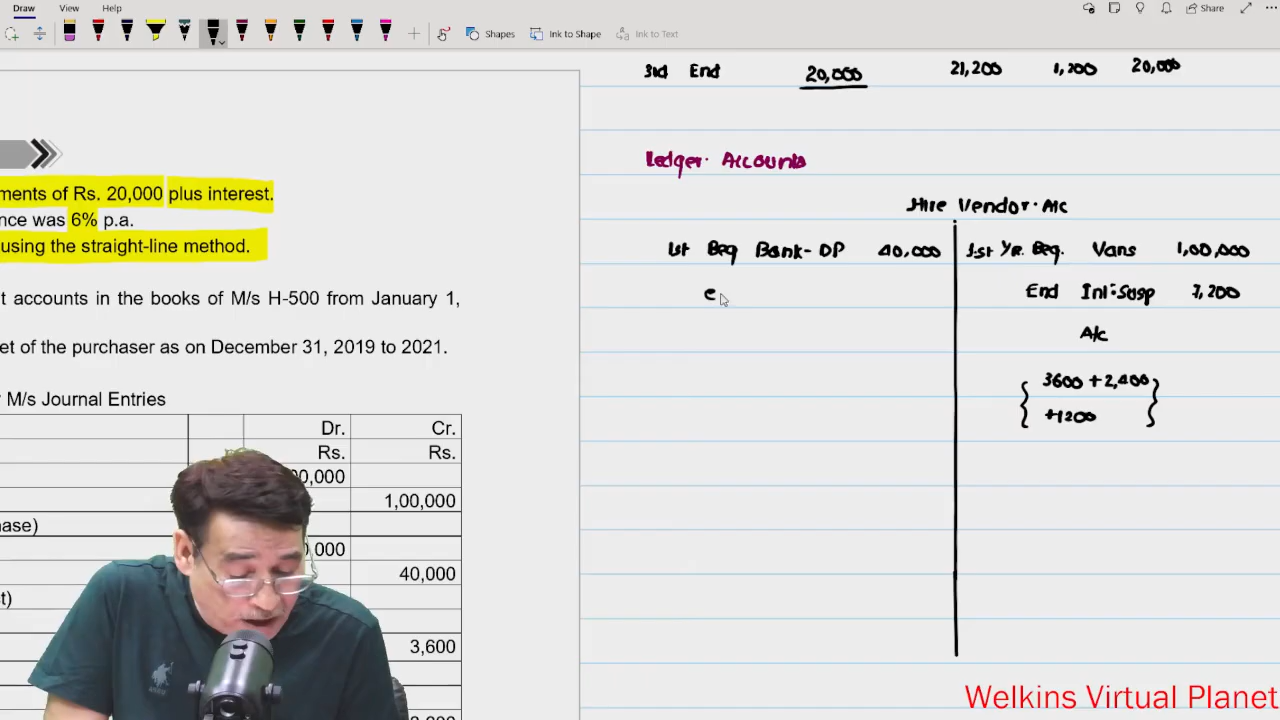 Draw View Help
Shapes Ink to Shape Ink to Text Share
3rd End 20,000 21,200 1,200 20,000
ments of Rs. 20,000 plus interest.
nce was 6% p.a.
using the straight-line method.
t accounts in the books of M/s H-500 from January 1,
et of the purchaser as on December 31, 2019 to 2021.
r M/s Journal Entries
Dr. Cr.
Rs. Rs.
00,000
1,00,000
ase)
,000
40,000
t)
3,600
Ledger Accounts
Hire Vendor A/c
1st Beg Bank-DP 40,000 1st Yr. Beg. Vans 1,00,000
e End Int:Susp 7,200
A/c
3600 + 2,400
+1200
Welkins Virtual Planet